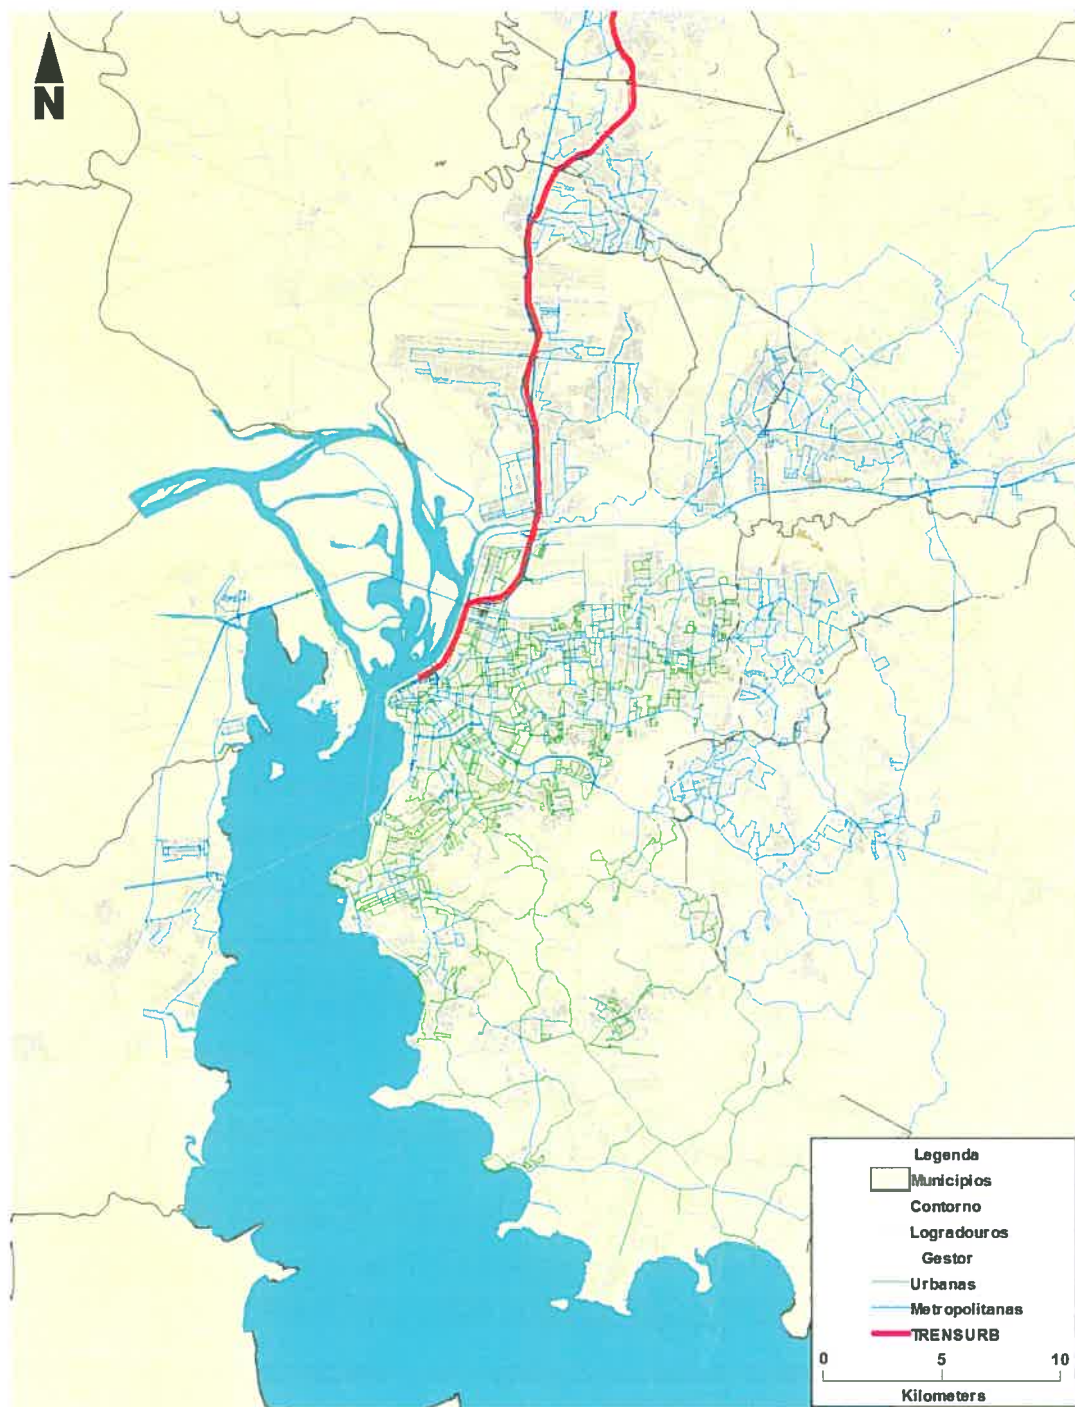 N
Legenda
Municipios
Contorno
Logradouros
Gestor
Urbanas
Metropolitanas
TRENSURB
0 5 10
Kilometers